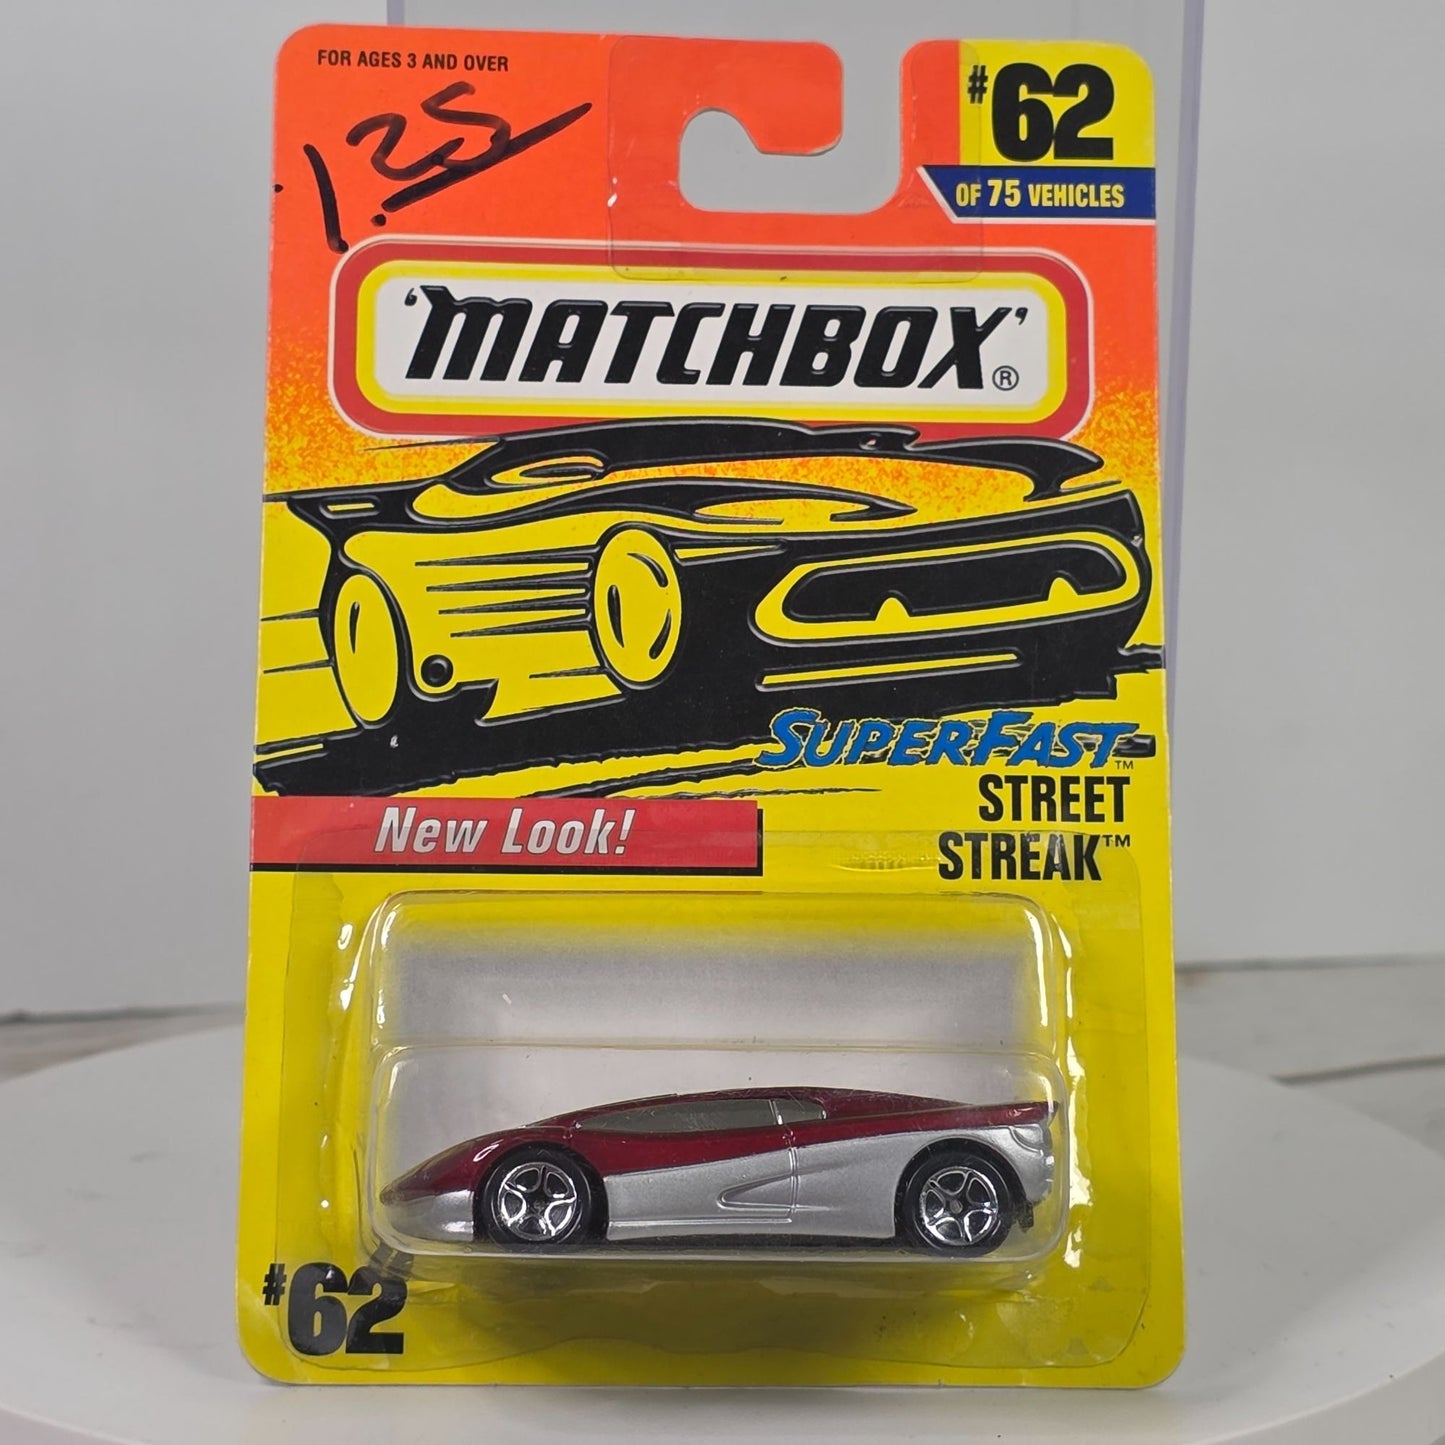 FOR AGES 3 AND OVER
1.25
#62
OF 75 VEHICLES
'MATCHBOX'®
SUPERFAST™
STREET
STREAK™
New Look!
#62